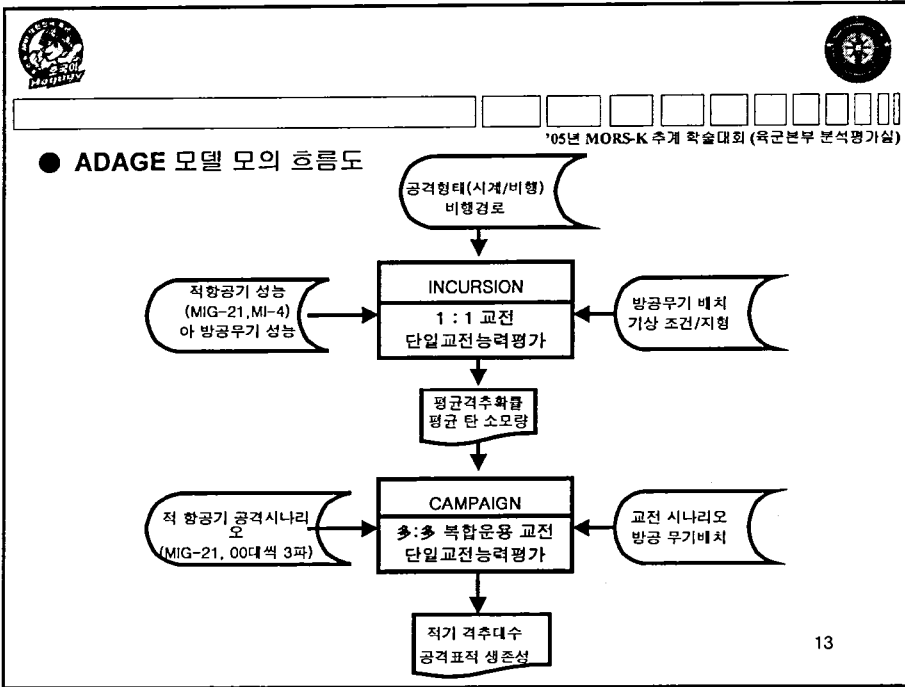 호국이
Hogugy
'05년 MORS-K 추계 학술대회 (육군본부 분석평가실)
● ADAGE 모델 모의 흐름도
공격형태(시계/비행)
비행경로
적항공기 성능
(MIG-21,MI-4)
아 방공무기 성능
INCURSION
1 : 1 교전
단일교전능력평가
방공무기 배치
기상 조건/지형
평균격추확률
평균 탄 소모량
적 항공기 공격시나리
오
(MIG-21, 00대씩 3파)
CAMPAIGN
多:多 복합운용 교전
단일교전능력평가
교전 시나리오
방공 무기배치
적기 격추대수
공격표적 생존성
13